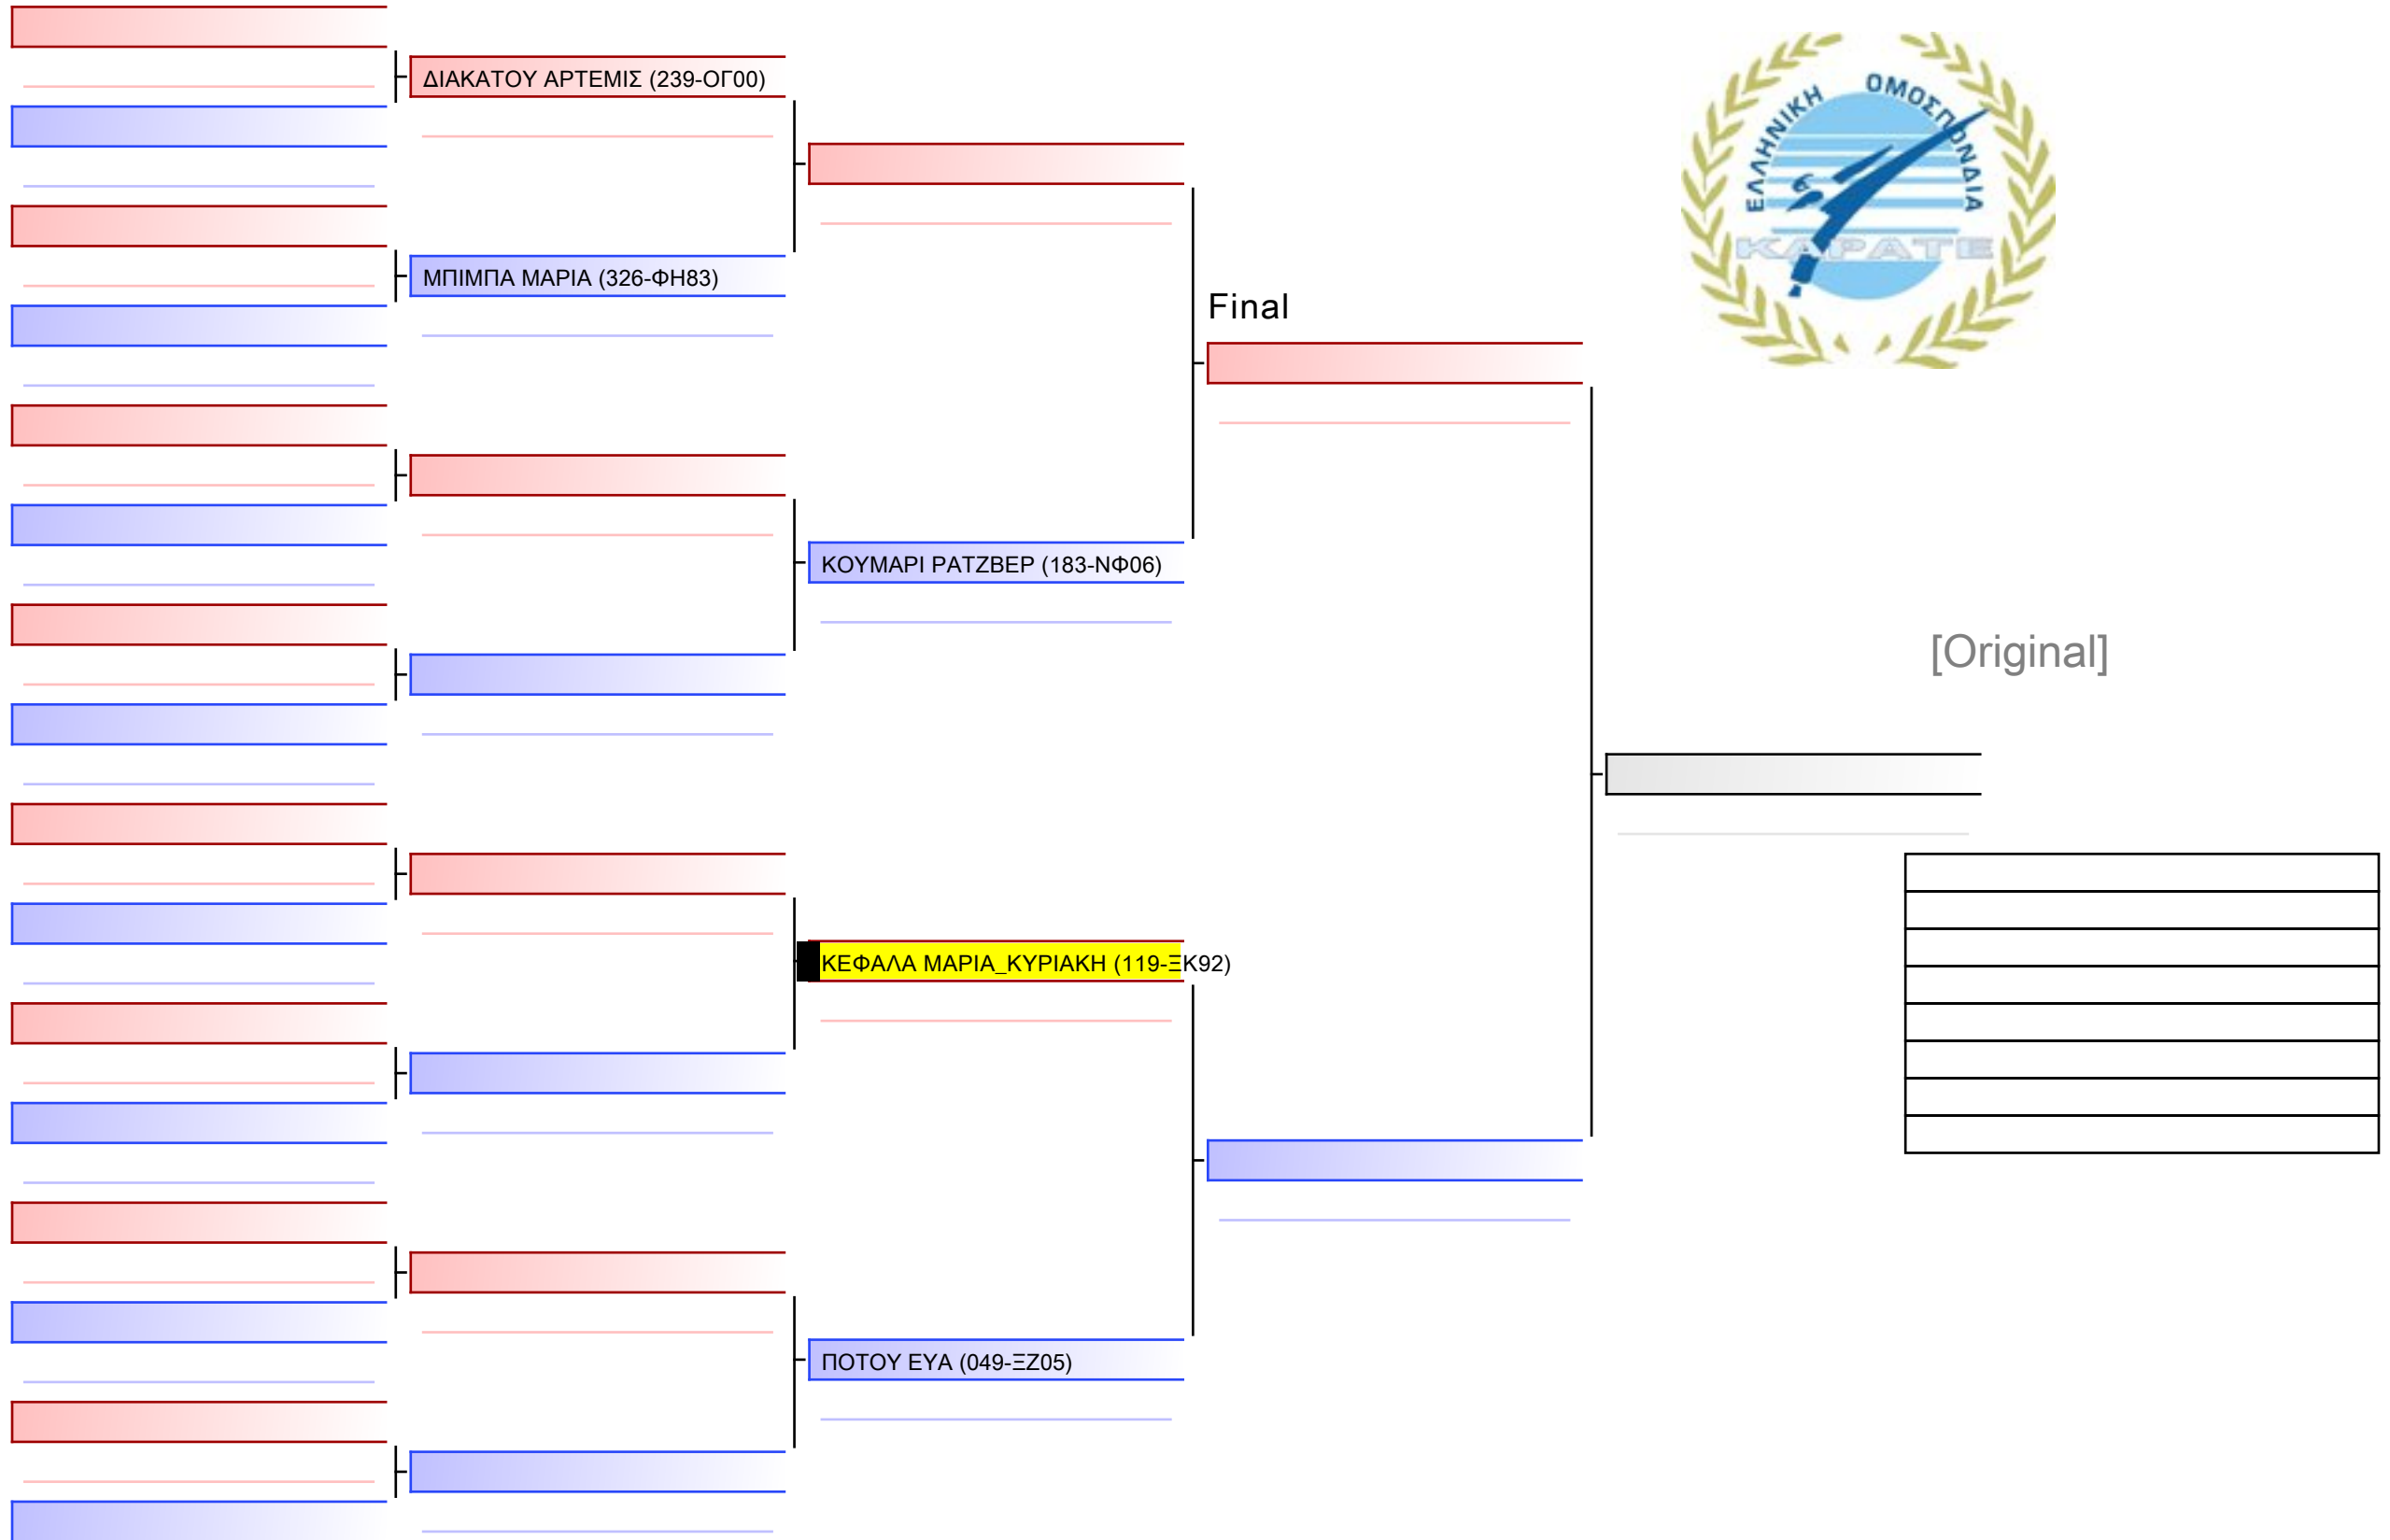 ΔΙΑΚΑΤΟΥ ΑΡΤΕΜΙΣ (239-ΟΓ00)
ΕΛΛΗΝΙΚΗ ΟΜΟΣΠΟΝΔΙΑ
ΚΑΡΑΤΕ
ΜΠΙΜΠΑ ΜΑΡΙΑ (326-ΦΗ83)
Final
ΚΟΥΜΑΡΙ ΡΑΤΖΒΕΡ (183-ΝΦ06)
[Original]
ΚΕΦΑΛΑ ΜΑΡΙΑ_ΚΥΡΙΑΚΗ (119-ΞΚ92)
ΠΟΤΟΥ ΕΥΑ (049-ΞΖ05)